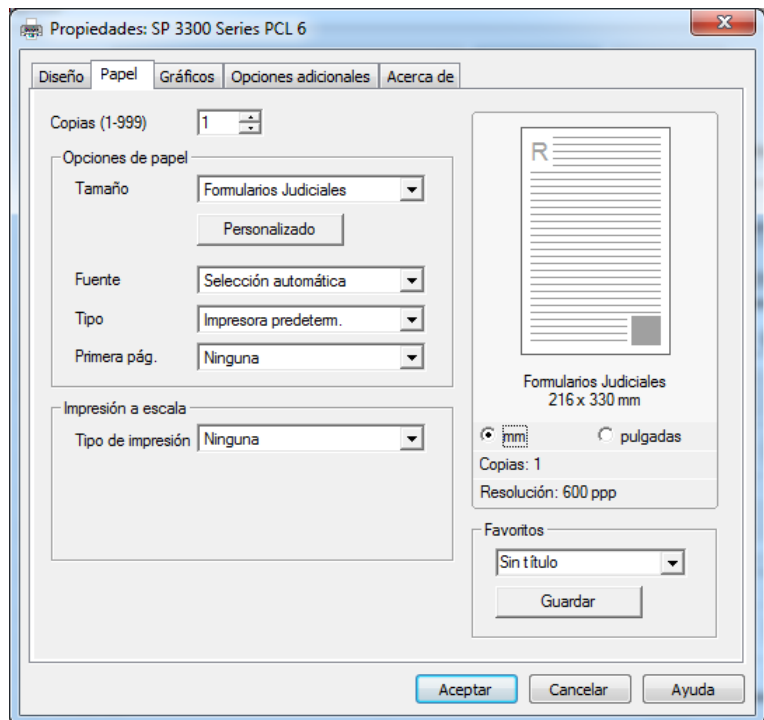 Propiedades: SP 3300 Series PCL 6
Diseño Papel Gráficos Opciones adicionales Acerca de
Copias (1-999) 1
Opciones de papel
Tamaño Formularios Judiciales
Personalizado
Fuente Selección automática
Tipo Impresora predeterm.
Primera pág. Ninguna
Impresión a escala
Tipo de impresión Ninguna
R
Formularios Judiciales
216 x 330 mm
mm pulgadas
Copias: 1
Resolución: 600 ppp
Favoritos
Sin título
Guardar
Aceptar Cancelar Ayuda